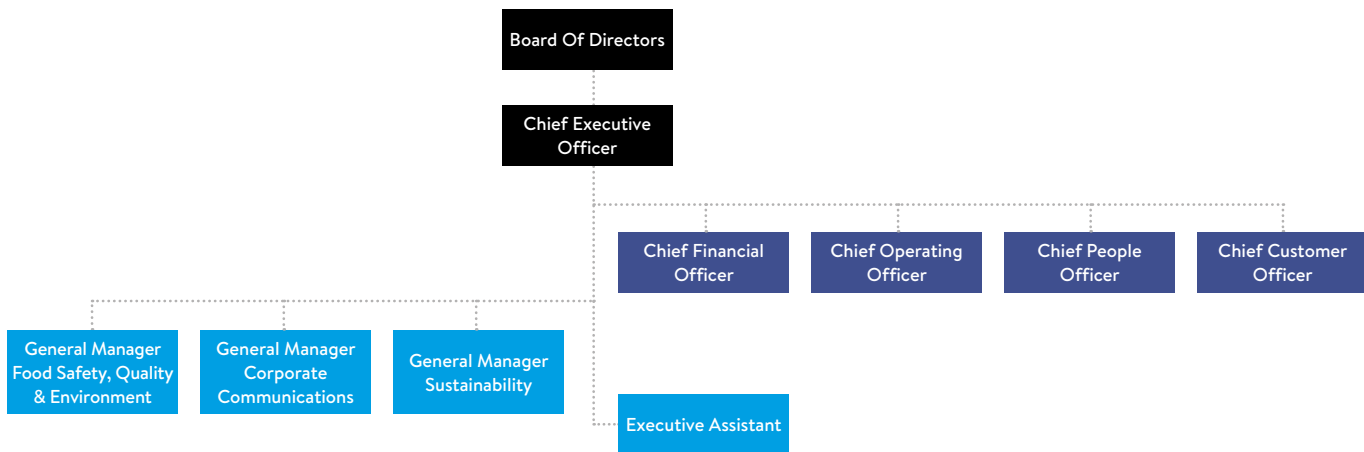 Board Of Directors
Chief Executive
Officer
Chief Financial
Officer
Chief Operating
Officer
Chief People
Officer
Chief Customer
Officer
General Manager
Food Safety, Quality
& Environment
General Manager
Corporate
Communications
General Manager
Sustainability
Executive Assistant